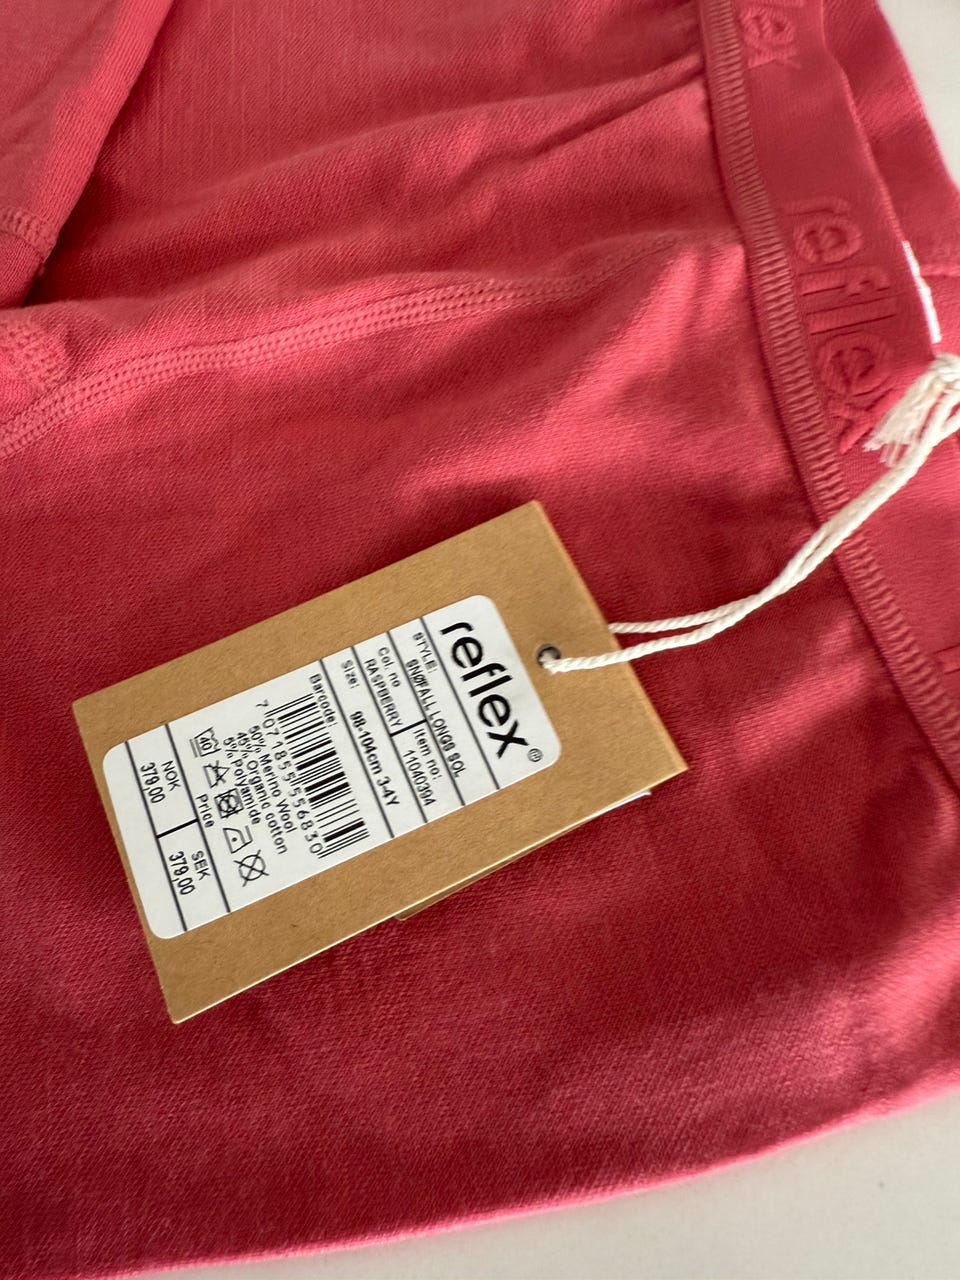 reflex®
STYLE:
SNØFALL LONGS SOL
Col. no
RASPBERRY
Item no:
11040394
Size:
98-104cm 3-4Y
Barcode:
7 071855 556830
50% Merino Wool
45% Organic cotton
5% Polyamide
40
Price
NOK
379,00
SEK
379,00
reflex